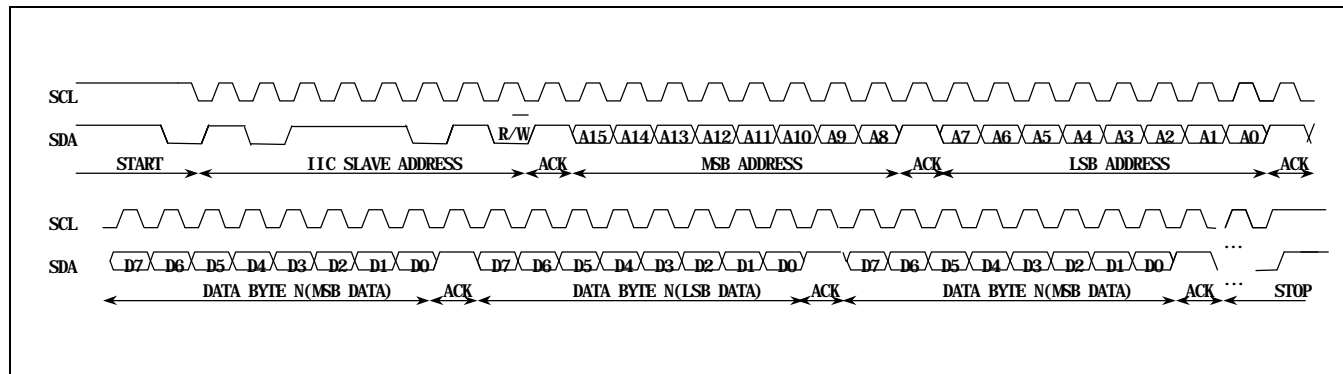 SCL
SDA R/W A15 A14 A13 A12 A11 A10 A9 A8 A7 A6 A5 A4 A3 A2 A1 A0
START IIC SLAVE ADDRESS ACK MSB ADDRESS ACK LSB ADDRESS ACK
SCL
...
SDA D7 D6 D5 D4 D3 D2 D1 D0 D7 D6 D5 D4 D3 D2 D1 D0 D7 D6 D5 D4 D3 D2 D1 D0
...
DATA BYTE N(MSB DATA) ACK DATA BYTE N(LSB DATA) ACK DATA BYTE N(MSB DATA) ACK STOP